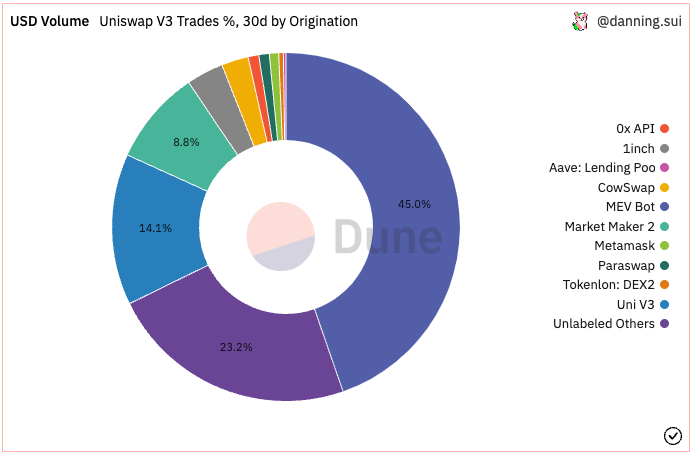 USD Volume Uniswap V3 Trades %, 30d by Origination
@danning.sui
8.8%
14.1%
45.0%
23.2%
Dune
0x API
1inch
Aave: Lending Poo
CowSwap
MEV Bot
Market Maker 2
Metamask
Paraswap
Tokenlon: DEX2
Uni V3
Unlabeled Others